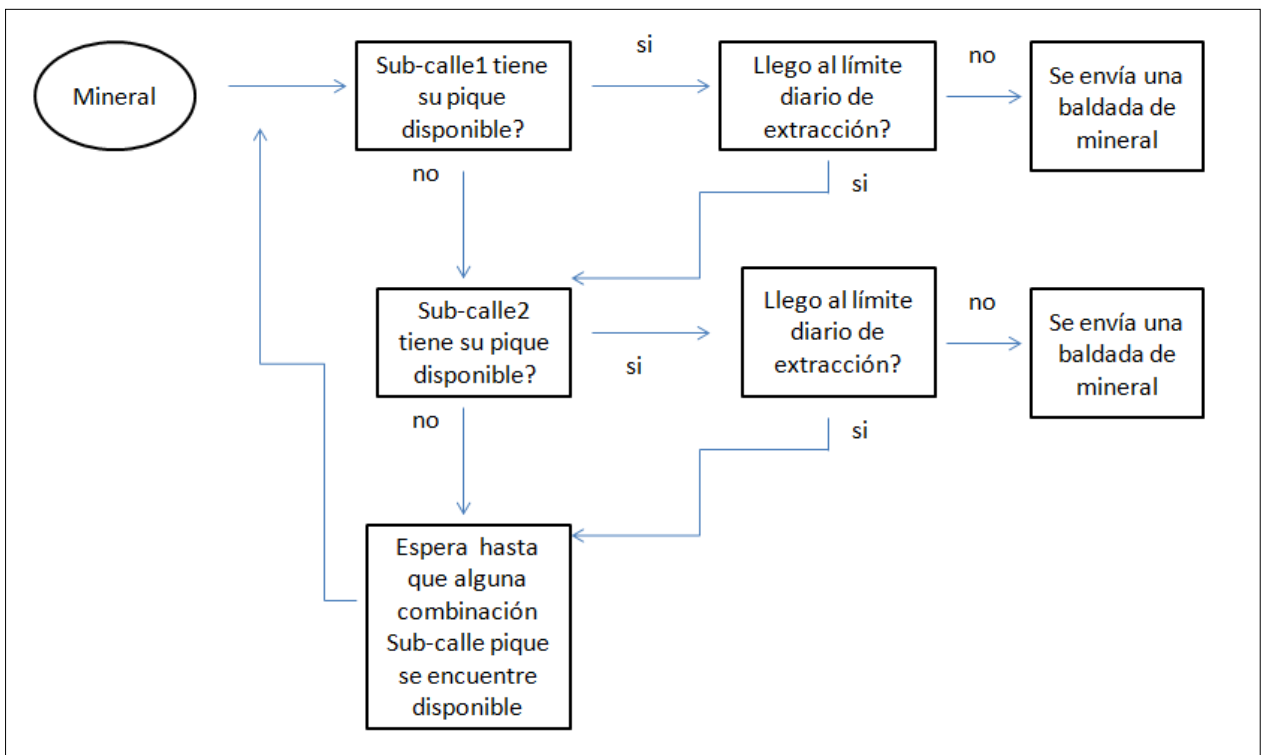 Mineral
Sub-calle1 tiene
su pique
disponible?
si
Llego al límite
diario de
extracción?
no
Se envía una
baldada de
mineral
no
si
Sub-calle2
tiene su pique
disponible?
si
Llego al límite
diario de
extracción?
no
Se envía una
baldada de
mineral
no
si
Espera hasta
que alguna
combinación
Sub-calle pique
se encuentre
disponible